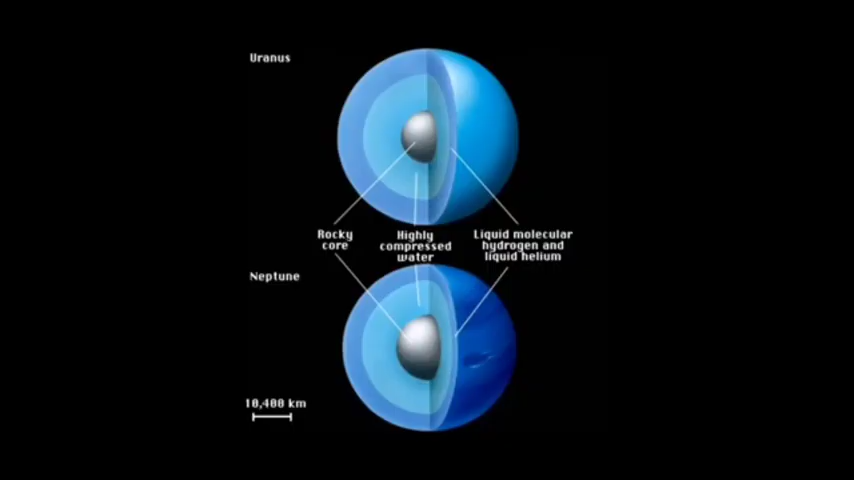 Uranus
Rocky
core
Highly
compressed
water
Liquid molecular
hydrogen and
liquid helium
Neptune
10,400 km